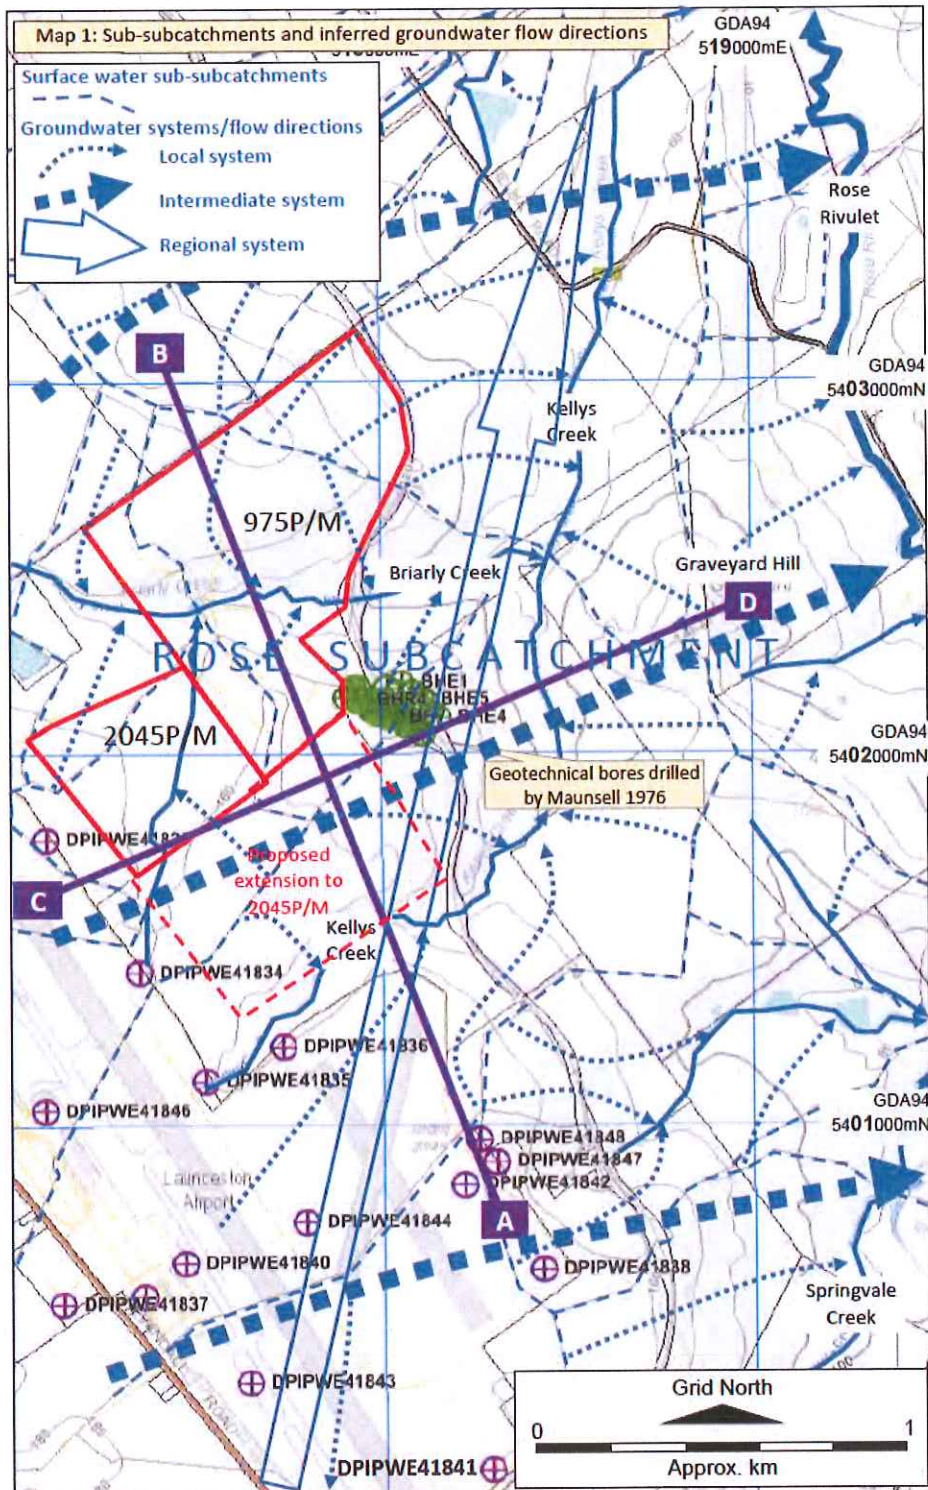 Map 1: Sub-subcatchments and inferred groundwater flow directions
GDA94
519000mE
Surface water sub-subcatchments
Groundwater systems/flow directions
Local system
Intermediate system
Regional system
Rose
Rivulet
B
GDA94
5403000mN
Kellys
Creek
975P/M
Briarly Creek
Graveyard Hill
D
ROSE SUBCATCHMENT
BHE1
BHE5
BHE4
2045P/M
GDA94
5402000mN
Geotechnical bores drilled
by Maunsell 1976
C
Proposed
extension to
2045P/M
Kellys
Creek
DPIPWE41834
DPIPWE41836
DPIPWE41835
DPIPWE41846
GDA94
5401000mN
DPIPWE41848
DPIPWE41847
DPIPWE41842
Launceston
Airport
A
DPIPWE41844
DPIPWE41840
DPIPWE41838
DPIPWE41837
Springvale
Creek
DPIPWE41843
DPIPWE41841
Grid North
0
1
Approx. km